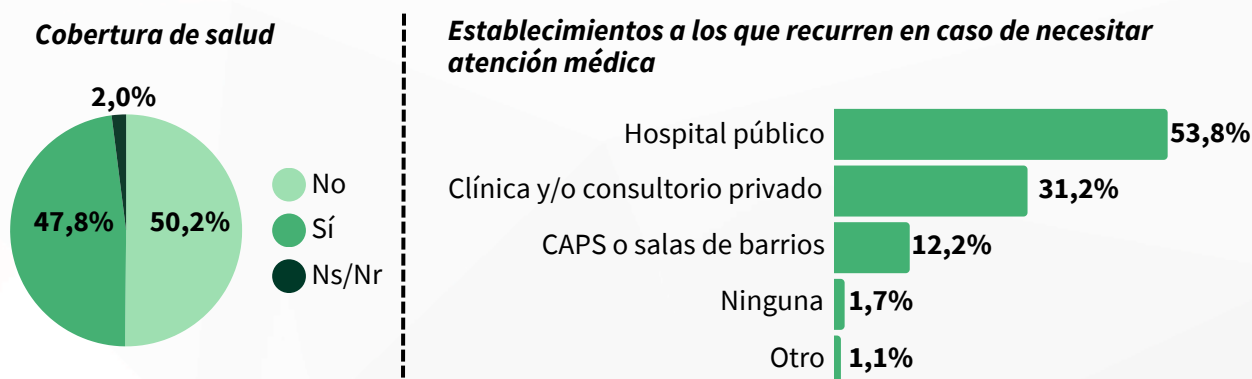 Cobertura de salud
2,0%
47,8%
50,2%
No
Sí
Ns/Nr
Establecimientos a los que recurren en caso de necesitar
atención médica
Hospital público 53,8%
Clínica y/o consultorio privado 31,2%
CAPS o salas de barrios 12,2%
Ninguna 1,7%
Otro 1,1%